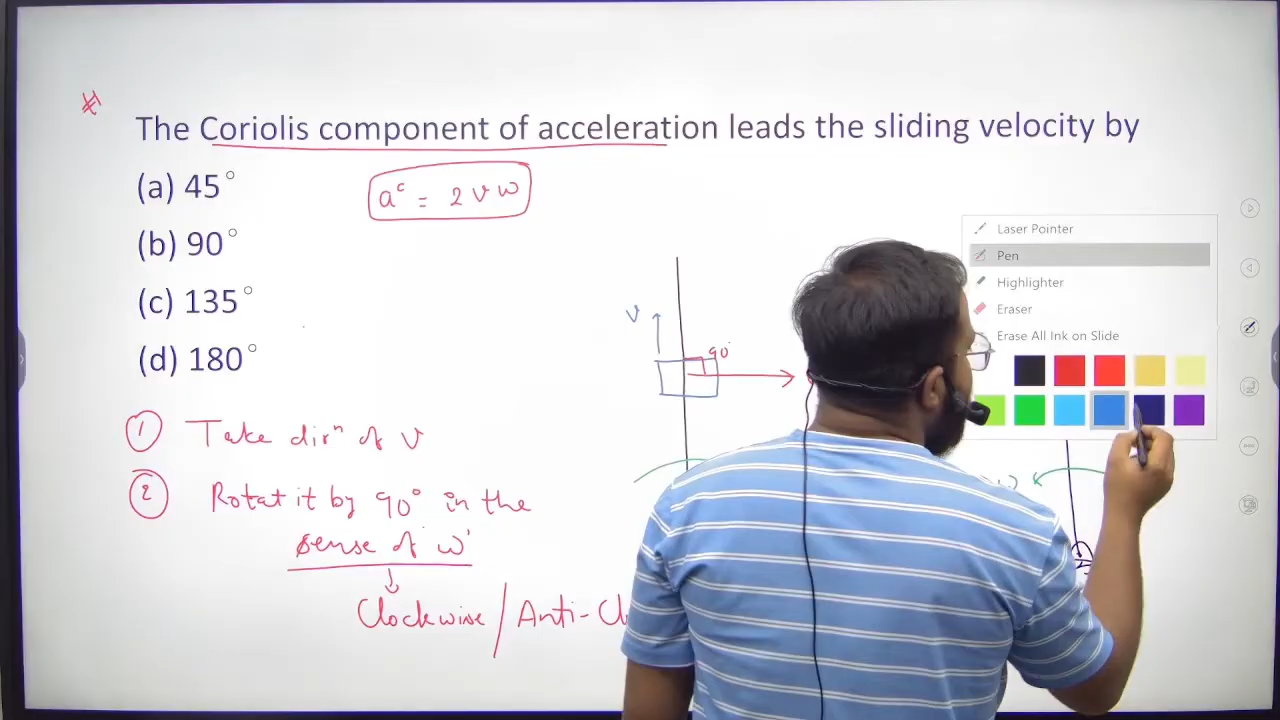 The Coriolis component of acceleration leads the sliding velocity by
(a) 45°
(b) 90°
(c) 135°
(d) 180°
a^c = 2 v ω
Laser Pointer
Pen
Highlighter
Eraser
Erase All Ink on Slide
v
90°
① Take dirⁿ of v
② Rotat it by 90° in the
sense of 'ω'
Clockwise / Anti-Cl
ω